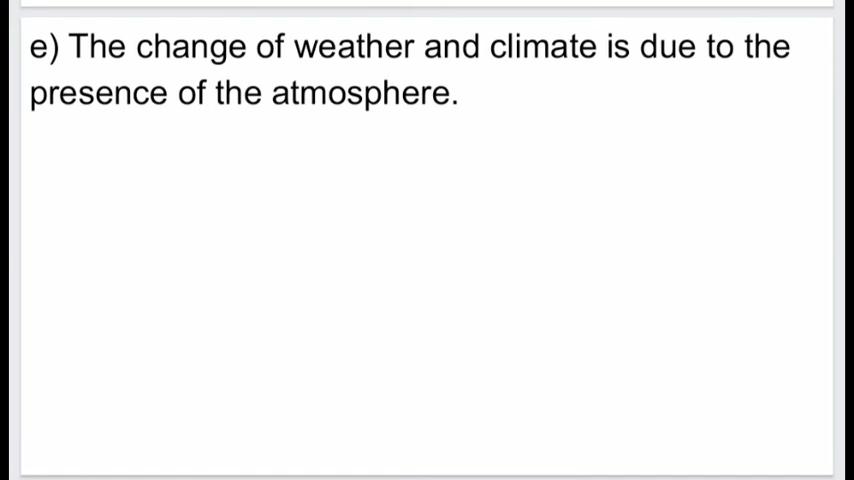 e) The change of weather and climate is due to the
presence of the atmosphere.